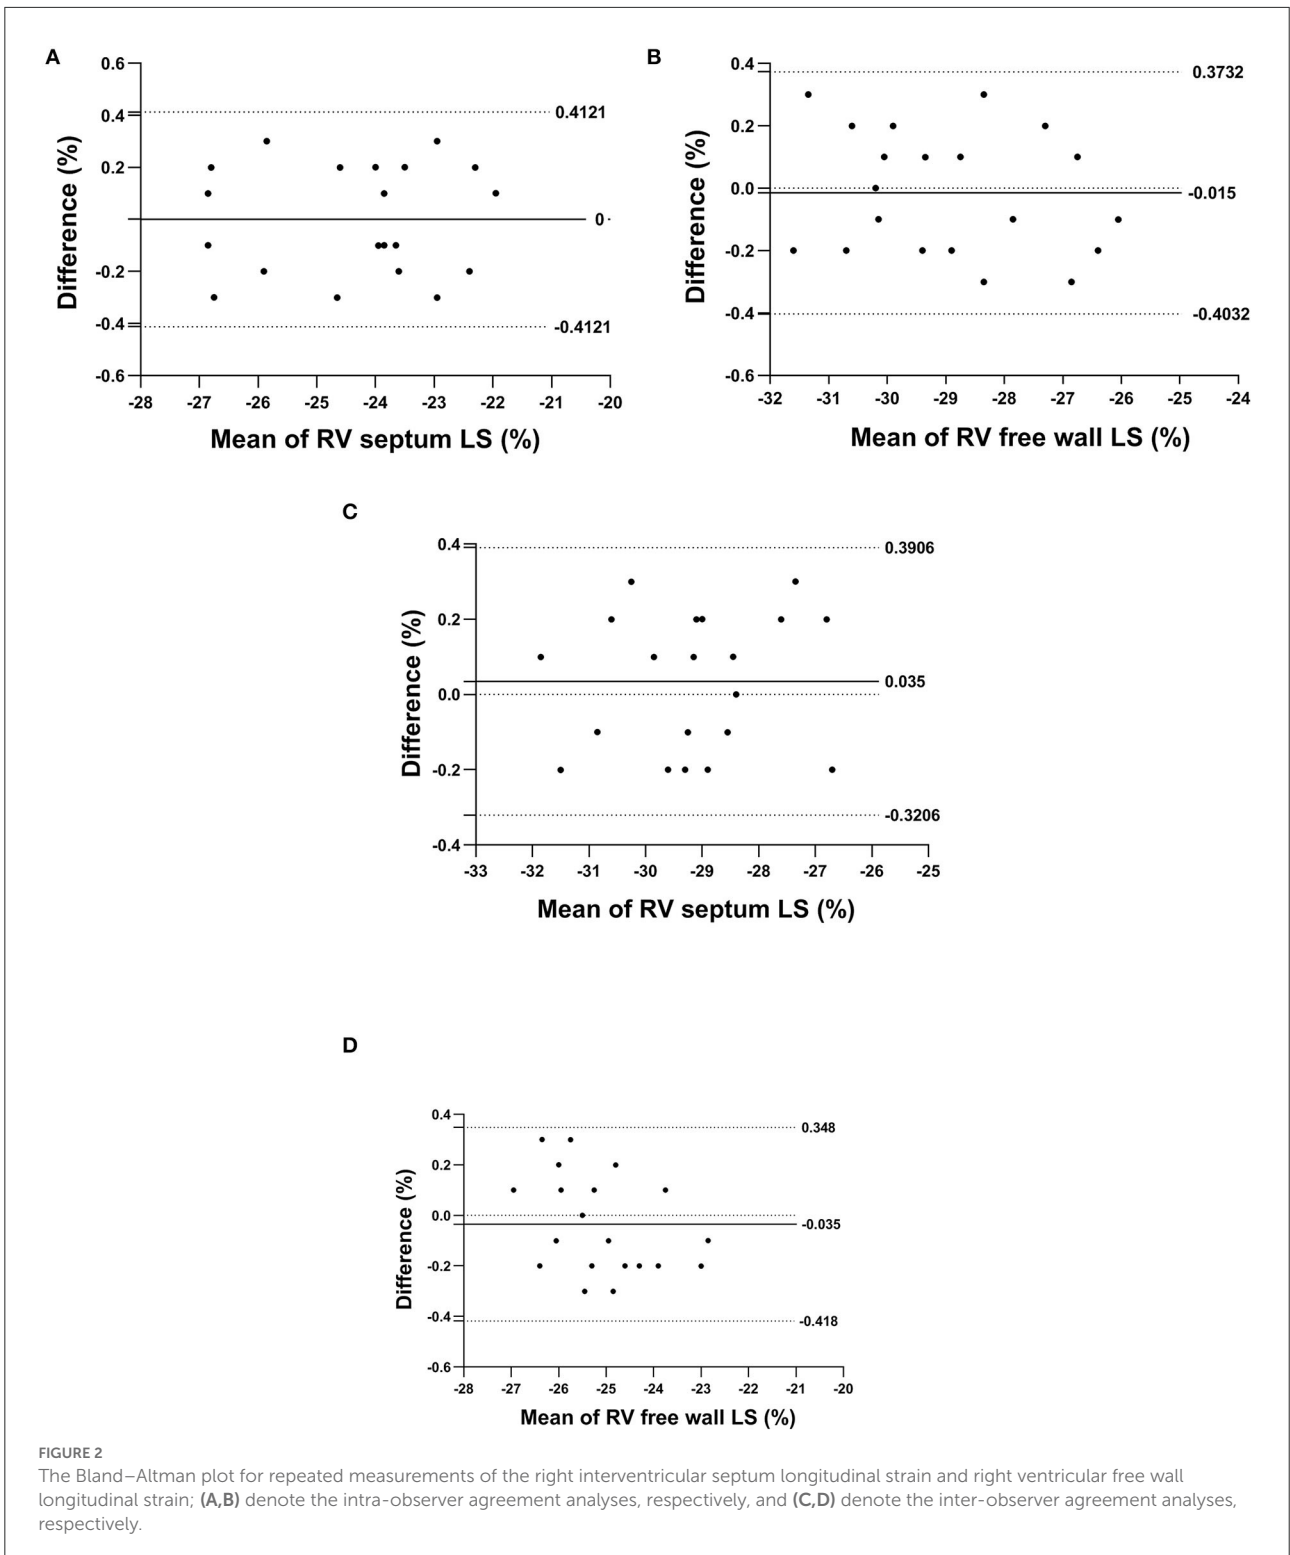 A
0.6
0.4
0.2
0
-0.2
-0.4
-0.6
0.4121
-0.4121
-28 -27 -26 -25 -24 -23 -22 -21 -20
Difference (%)
Mean of RV septum LS (%)
B
0.4
0.2
0.0
-0.2
-0.4
-0.6
0.3732
-0.015
-0.4032
-32 -31 -30 -29 -28 -27 -26 -25 -24
Difference (%)
Mean of RV free wall LS (%)
C
0.4
0.2
0.0
-0.2
-0.4
0.3906
0.035
-0.3206
-33 -32 -31 -30 -29 -28 -27 -26 -25
Difference (%)
Mean of RV septum LS (%)
D
0.4
0.2
0.0
-0.2
-0.4
-0.6
0.348
-0.035
-0.418
-28 -27 -26 -25 -24 -23 -22 -21 -20
Difference (%)
Mean of RV free wall LS (%)
FIGURE 2
The Bland–Altman plot for repeated measurements of the right interventricular septum longitudinal strain and right ventricular free wall
longitudinal strain; (A,B) denote the intra-observer agreement analyses, respectively, and (C,D) denote the inter-observer agreement analyses,
respectively.